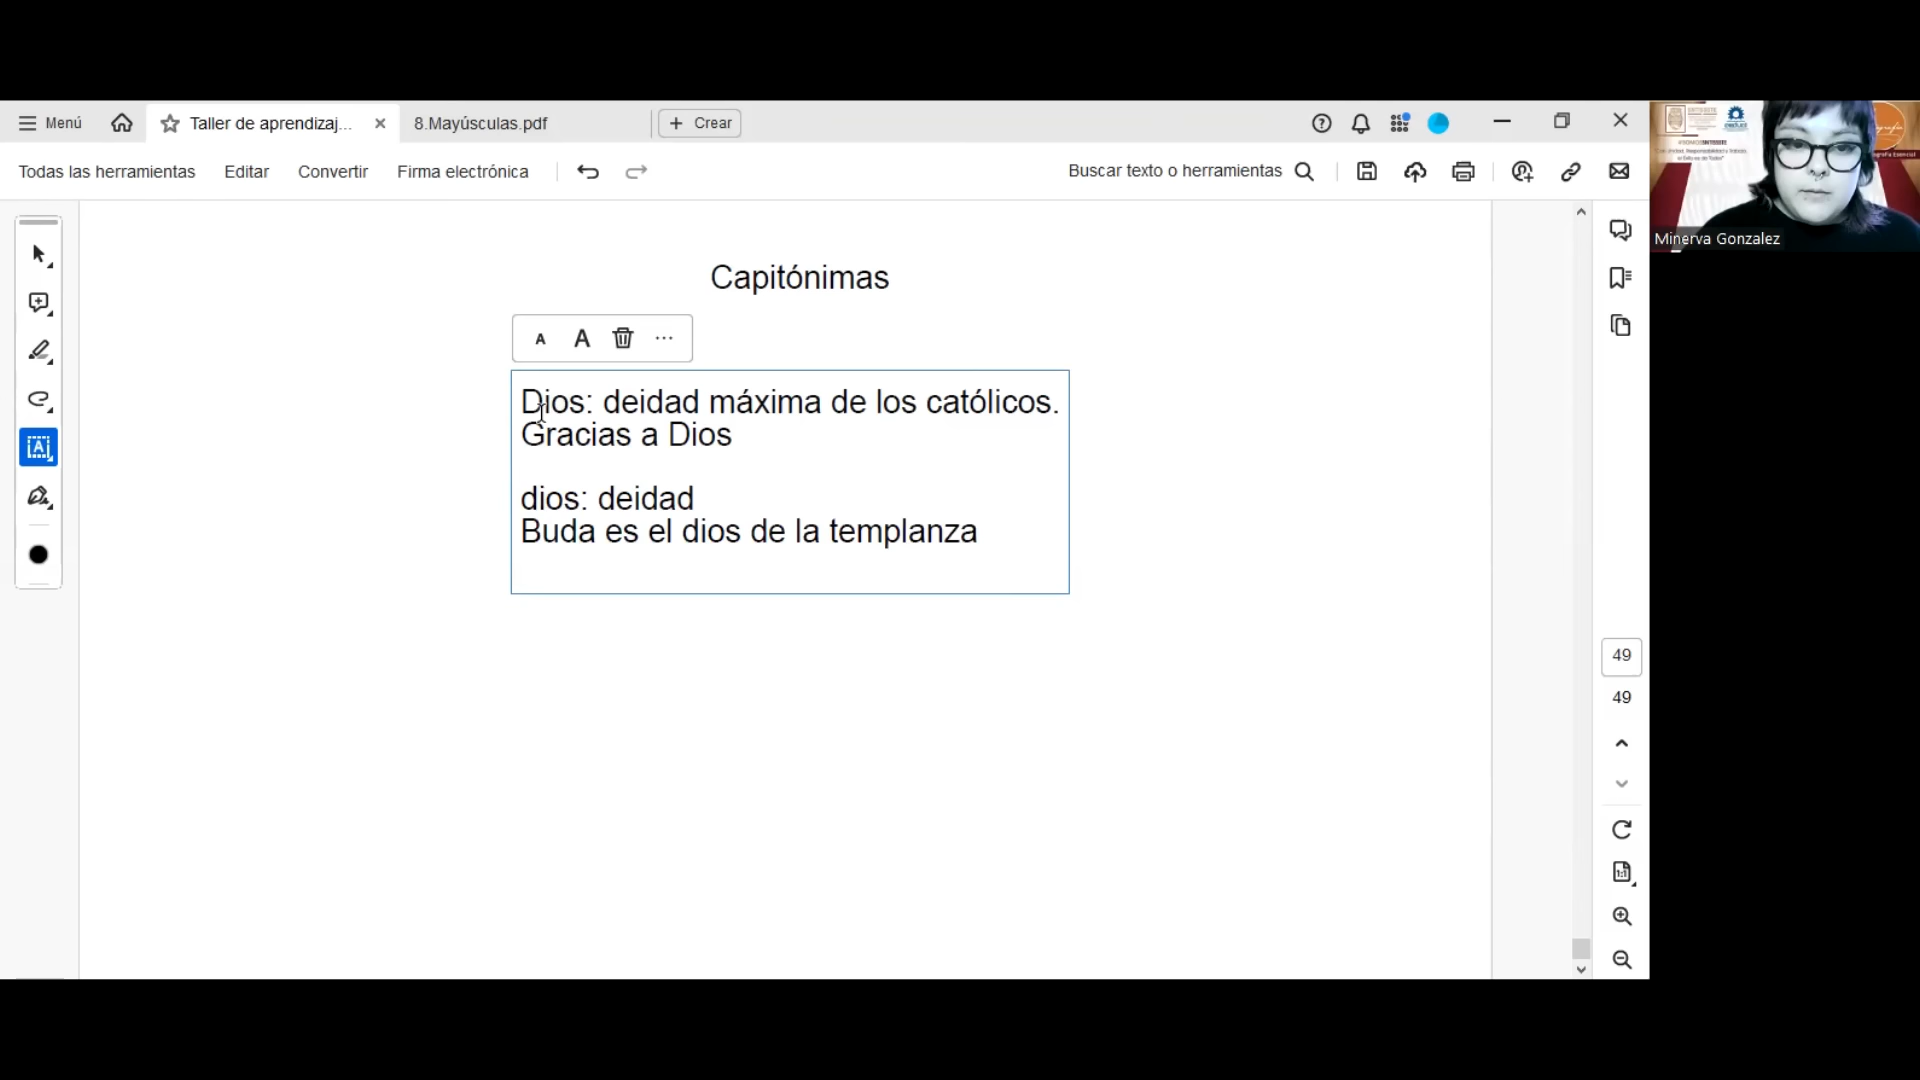 Menú
Taller de aprendizaj...
8.Mayúsculas.pdf
Crear
Todas las herramientas
Editar
Convertir
Firma electrónica
Buscar texto o herramientas
Minerva Gonzalez
Capitónimas
A A ...
Dios: deidad máxima de los católicos.
Gracias a Dios
dios: deidad
Buda es el dios de la templanza
49
49
1:1